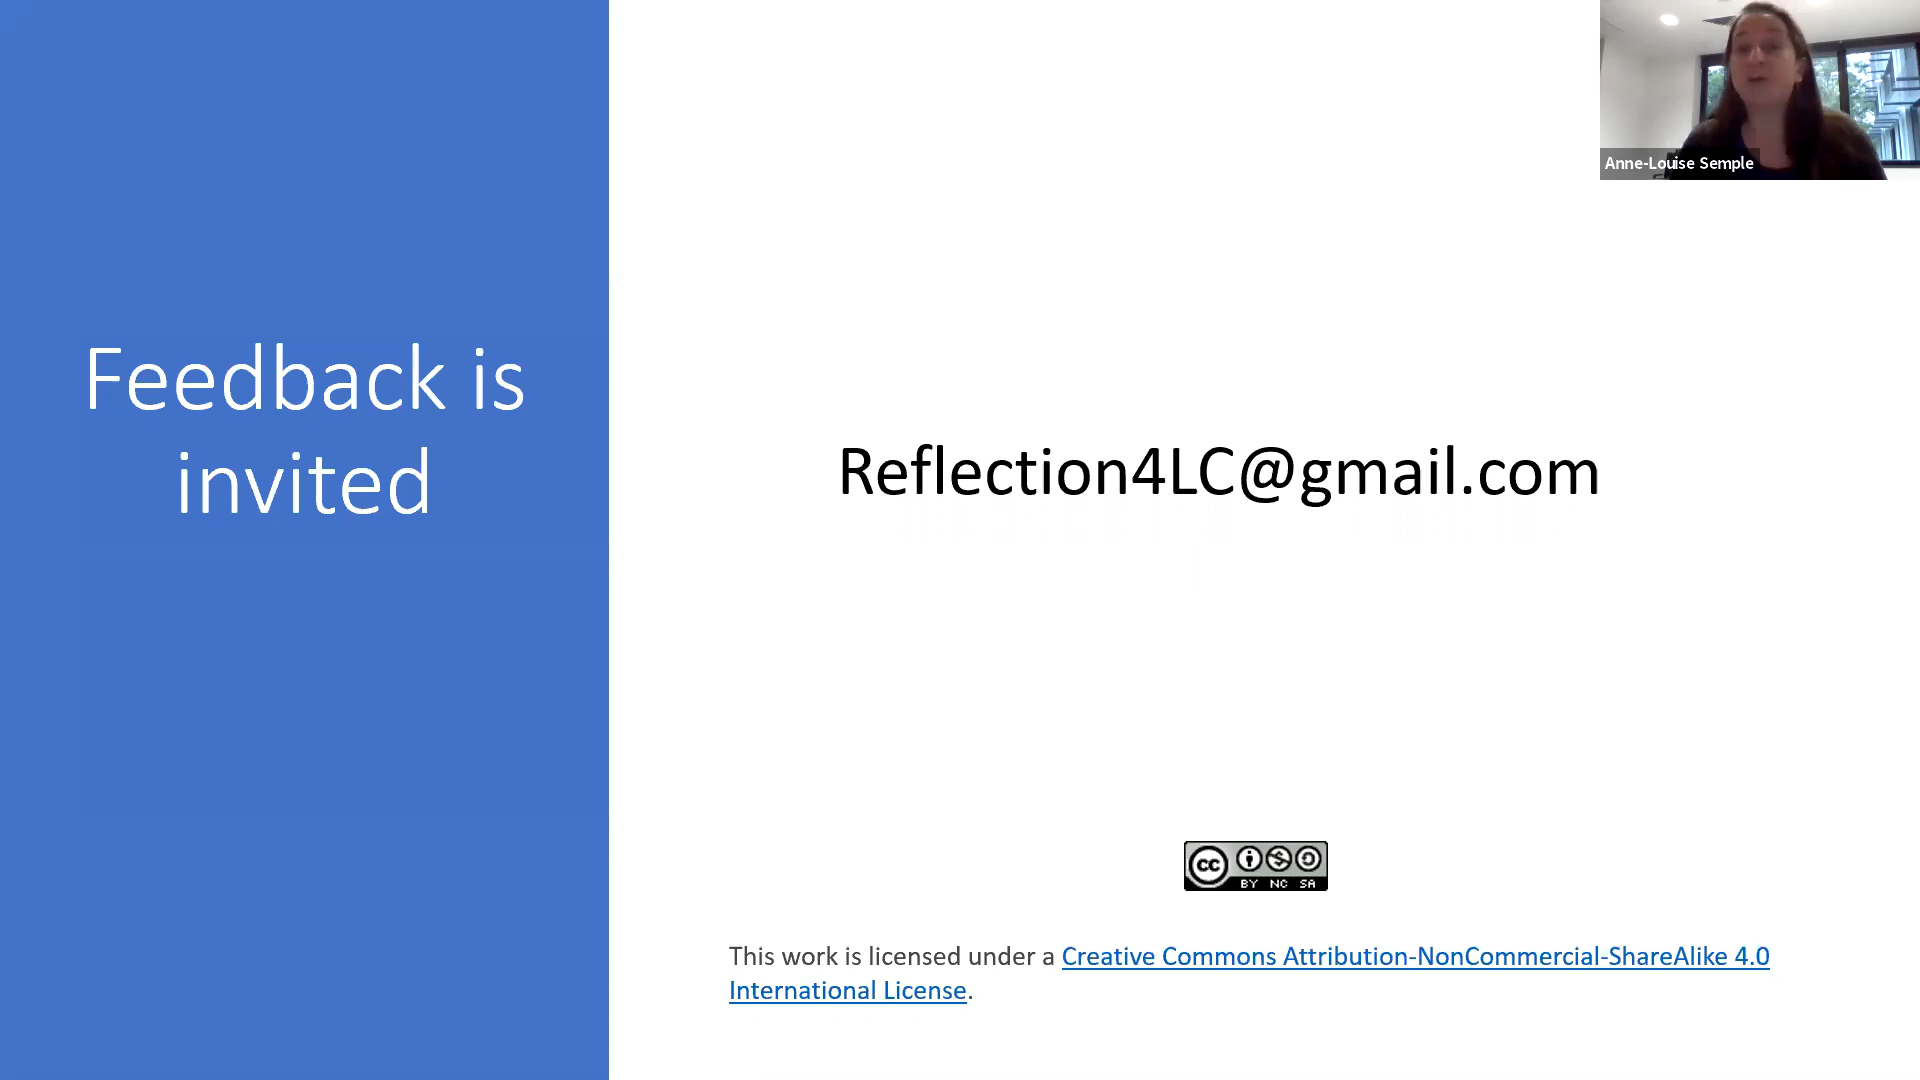 Anne-Louise Semple
Feedback is
invited
Reflection4LC@gmail.com
cc
BY NC SA
This work is licensed under a Creative Commons Attribution-NonCommercial-ShareAlike 4.0
International License.